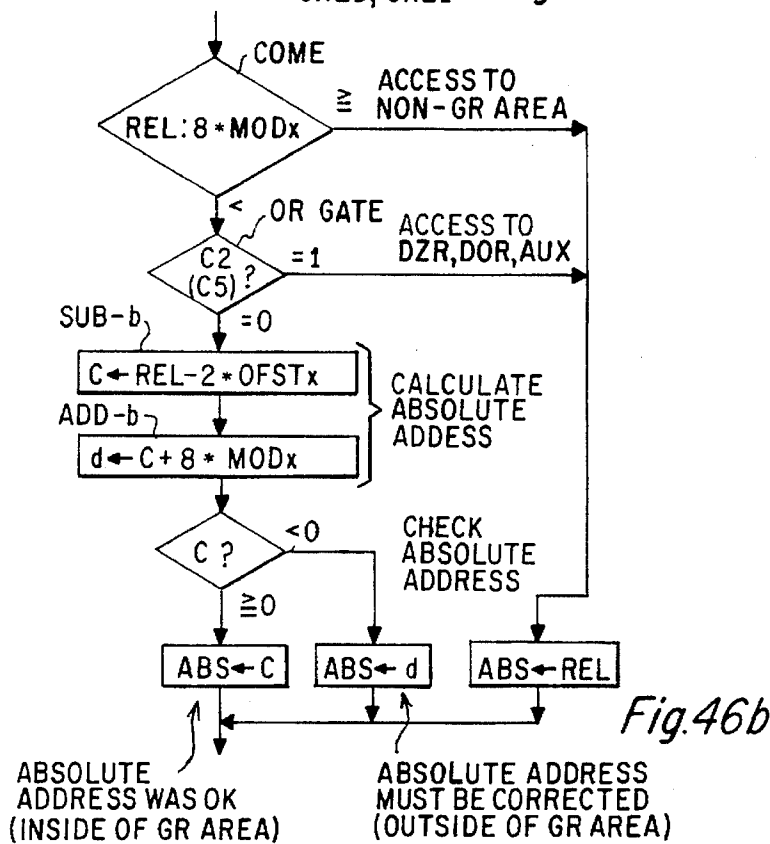 COME
REL:8*MODx
≧ ACCESS TO
NON-GR AREA
<
OR GATE
C2
(C5) ?
=1
ACCESS TO
DZR,DOR,AUX
=0
SUB-b
C←REL-2*OFSTx
ADD-b
d←C+8* MODx
CALCULATE
ABSOLUTE
ADDESS
C ?
<0
≧0
CHECK
ABSOLUTE
ADDRESS
ABS←C
ABS←d
ABS←REL
Fig.46b
ABSOLUTE
ADDRESS WAS OK
(INSIDE OF GR AREA)
ABSOLUTE ADDRESS
MUST BE CORRECTED
(OUTSIDE OF GR AREA)